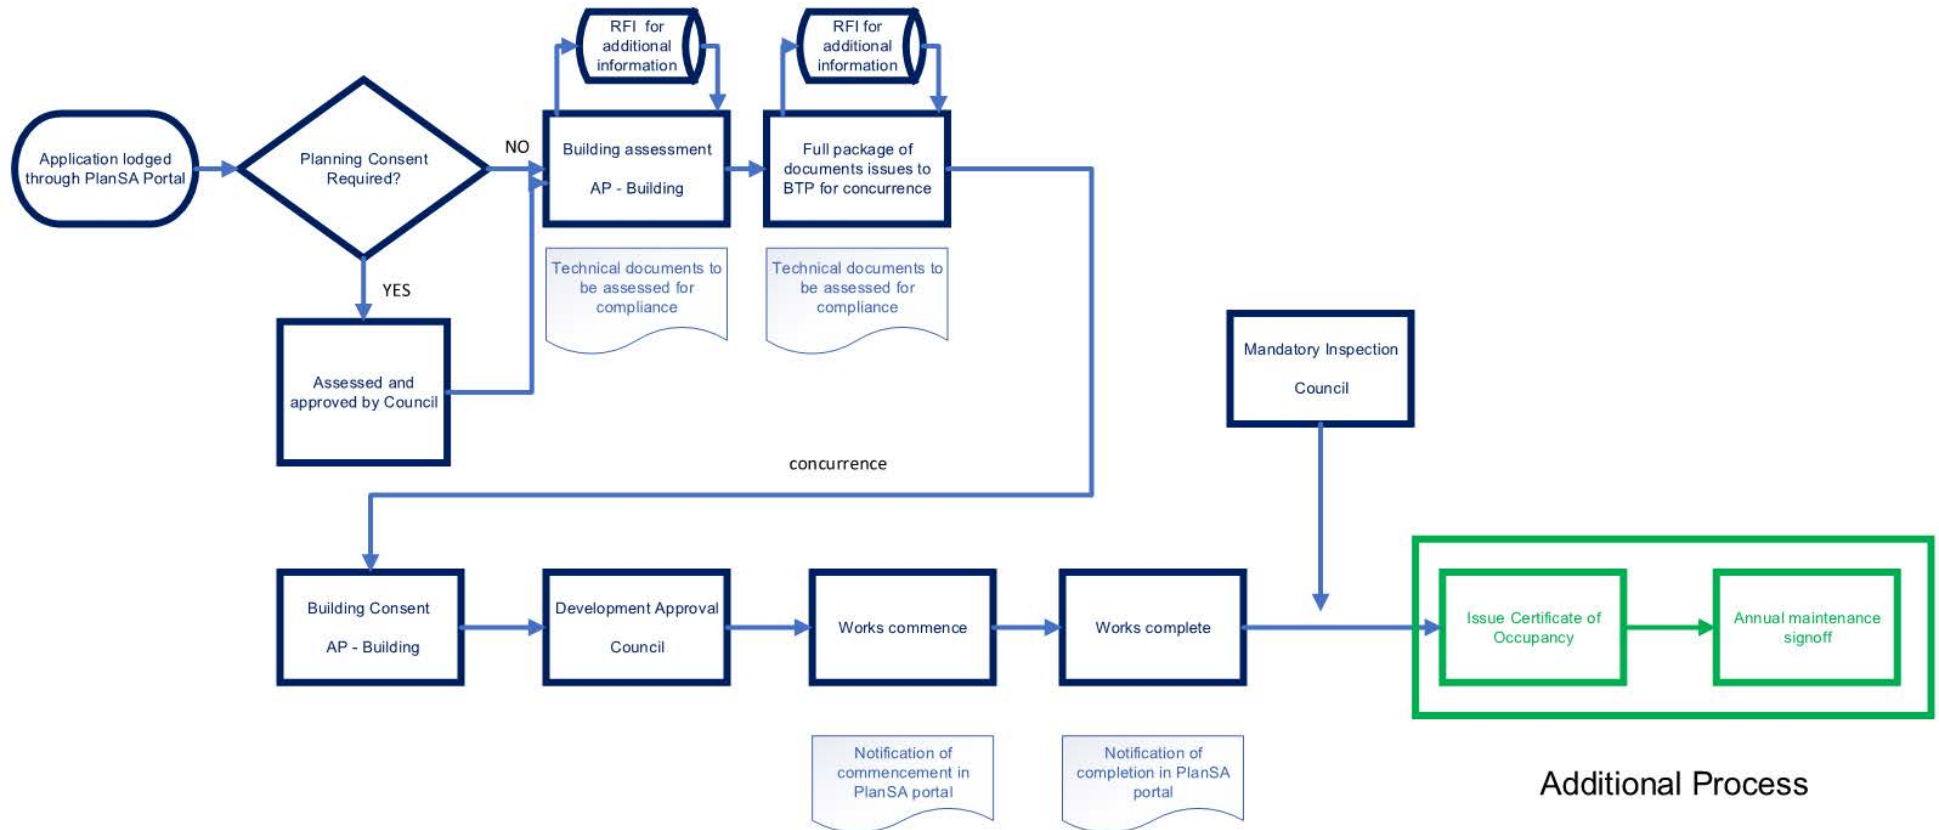 RFI for
additional
information
RFI for
additional
information
Application lodged
through PlanSA Portal
Planning Consent
Required?
NO
Building assessment
AP - Building
Full package of
documents issues to
BTP for concurrence
Technical documents to
be assessed for
compliance
Technical documents to
be assessed for
compliance
YES
Assessed and
approved by Council
Mandatory Inspection
Council
concurrence
Building Consent
AP - Building
Development Approval
Council
Works commence
Works complete
Issue Certificate of
Occupancy
Annual maintenance
signoff
Notification of
commencement in
PlanSA portal
Notification of
completion in PlanSA
portal
Additional Process